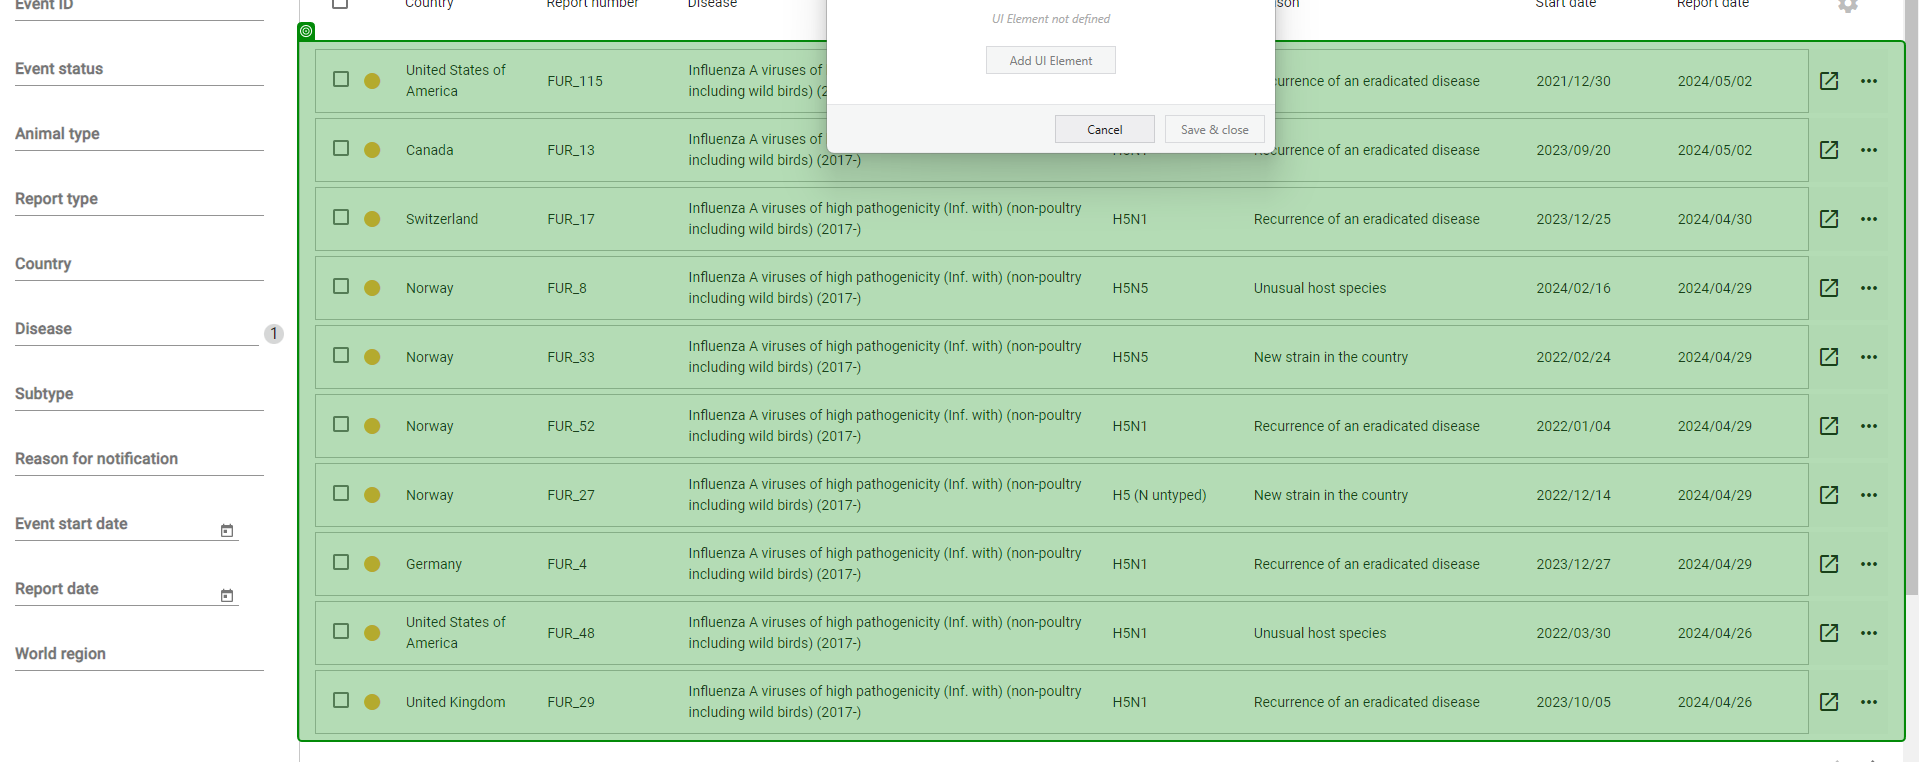 Event ID
Event status
Animal type
Report type
Country
Disease
1
Subtype
Reason for notification
Event start date
Report date
World region
Country Report number Disease Start date Report date
UI Element not defined
Add UI Element
Cancel Save & close
United States of
America
FUR_115
Influenza A viruses of
including wild birds)
Recurrence of an eradicated disease
2021/12/30
2024/05/02
Canada
FUR_13
Influenza A viruses of
including wild birds) (2017-)
H5N1
Recurrence of an eradicated disease
2023/09/20
2024/05/02
Switzerland
FUR_17
Influenza A viruses of high pathogenicity (Inf. with) (non-poultry
including wild birds) (2017-)
H5N1
Recurrence of an eradicated disease
2023/12/25
2024/04/30
Norway
FUR_8
Influenza A viruses of high pathogenicity (Inf. with) (non-poultry
including wild birds) (2017-)
H5N5
Unusual host species
2024/02/16
2024/04/29
Norway
FUR_33
Influenza A viruses of high pathogenicity (Inf. with) (non-poultry
including wild birds) (2017-)
H5N5
New strain in the country
2022/02/24
2024/04/29
Norway
FUR_52
Influenza A viruses of high pathogenicity (Inf. with) (non-poultry
including wild birds) (2017-)
H5N1
Recurrence of an eradicated disease
2022/01/04
2024/04/29
Norway
FUR_27
Influenza A viruses of high pathogenicity (Inf. with) (non-poultry
including wild birds) (2017-)
H5 (N untyped)
New strain in the country
2022/12/14
2024/04/29
Germany
FUR_4
Influenza A viruses of high pathogenicity (Inf. with) (non-poultry
including wild birds) (2017-)
H5N1
Recurrence of an eradicated disease
2023/12/27
2024/04/29
United States of
America
FUR_48
Influenza A viruses of high pathogenicity (Inf. with) (non-poultry
including wild birds) (2017-)
H5N1
Unusual host species
2022/03/30
2024/04/26
United Kingdom
FUR_29
Influenza A viruses of high pathogenicity (Inf. with) (non-poultry
including wild birds) (2017-)
H5N1
Recurrence of an eradicated disease
2023/10/05
2024/04/26